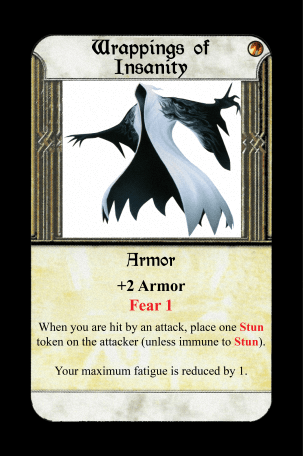 Wrappings of
Insanity
Armor
+2 Armor
Fear 1
When you are hit by an attack, place one Stun
token on the attacker (unless immune to Stun).
Your maximum fatigue is reduced by 1.